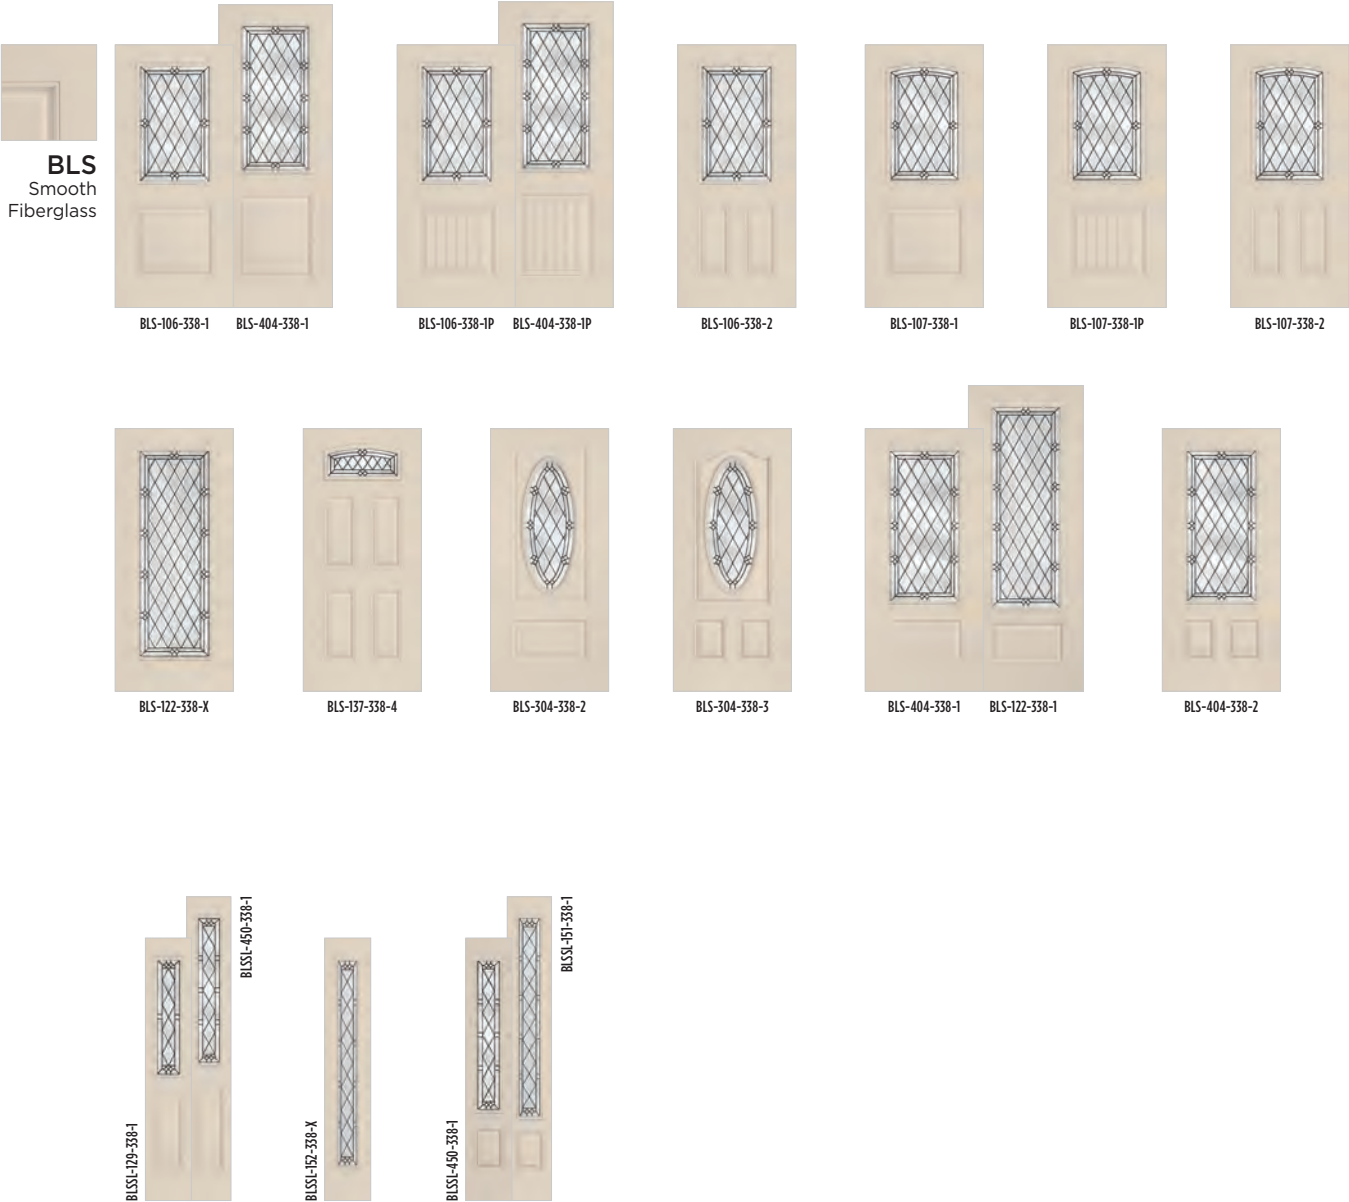 BLS
Smooth
Fiberglass
BLS-106-338-1
BLS-404-338-1
BLS-106-338-1P
BLS-404-338-1P
BLS-106-338-2
BLS-107-338-1
BLS-107-338-1P
BLS-107-338-2
BLS-122-338-X
BLS-137-338-4
BLS-304-338-2
BLS-304-338-3
BLS-404-338-1
BLS-122-338-1
BLS-404-338-2
BLSSL-129-338-1
BLSSL-450-338-1
BLSSL-152-338-X
BLSSL-450-338-1
BLSSL-151-338-1